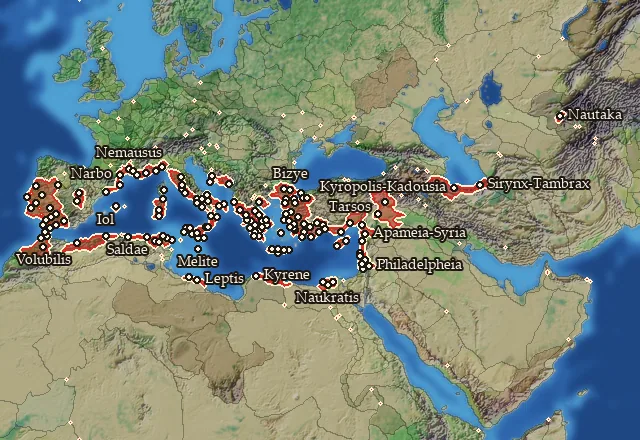 Nautaka
Nemausus
Narbo
Bizye
Kyropolis-Kadousia
Sirynx-Tambrax
Tarsos
Iol
Apameia-Syria
Saldae
Volubilis
Melite
Philadelpheia
Leptis
Kyrene
Naukratis